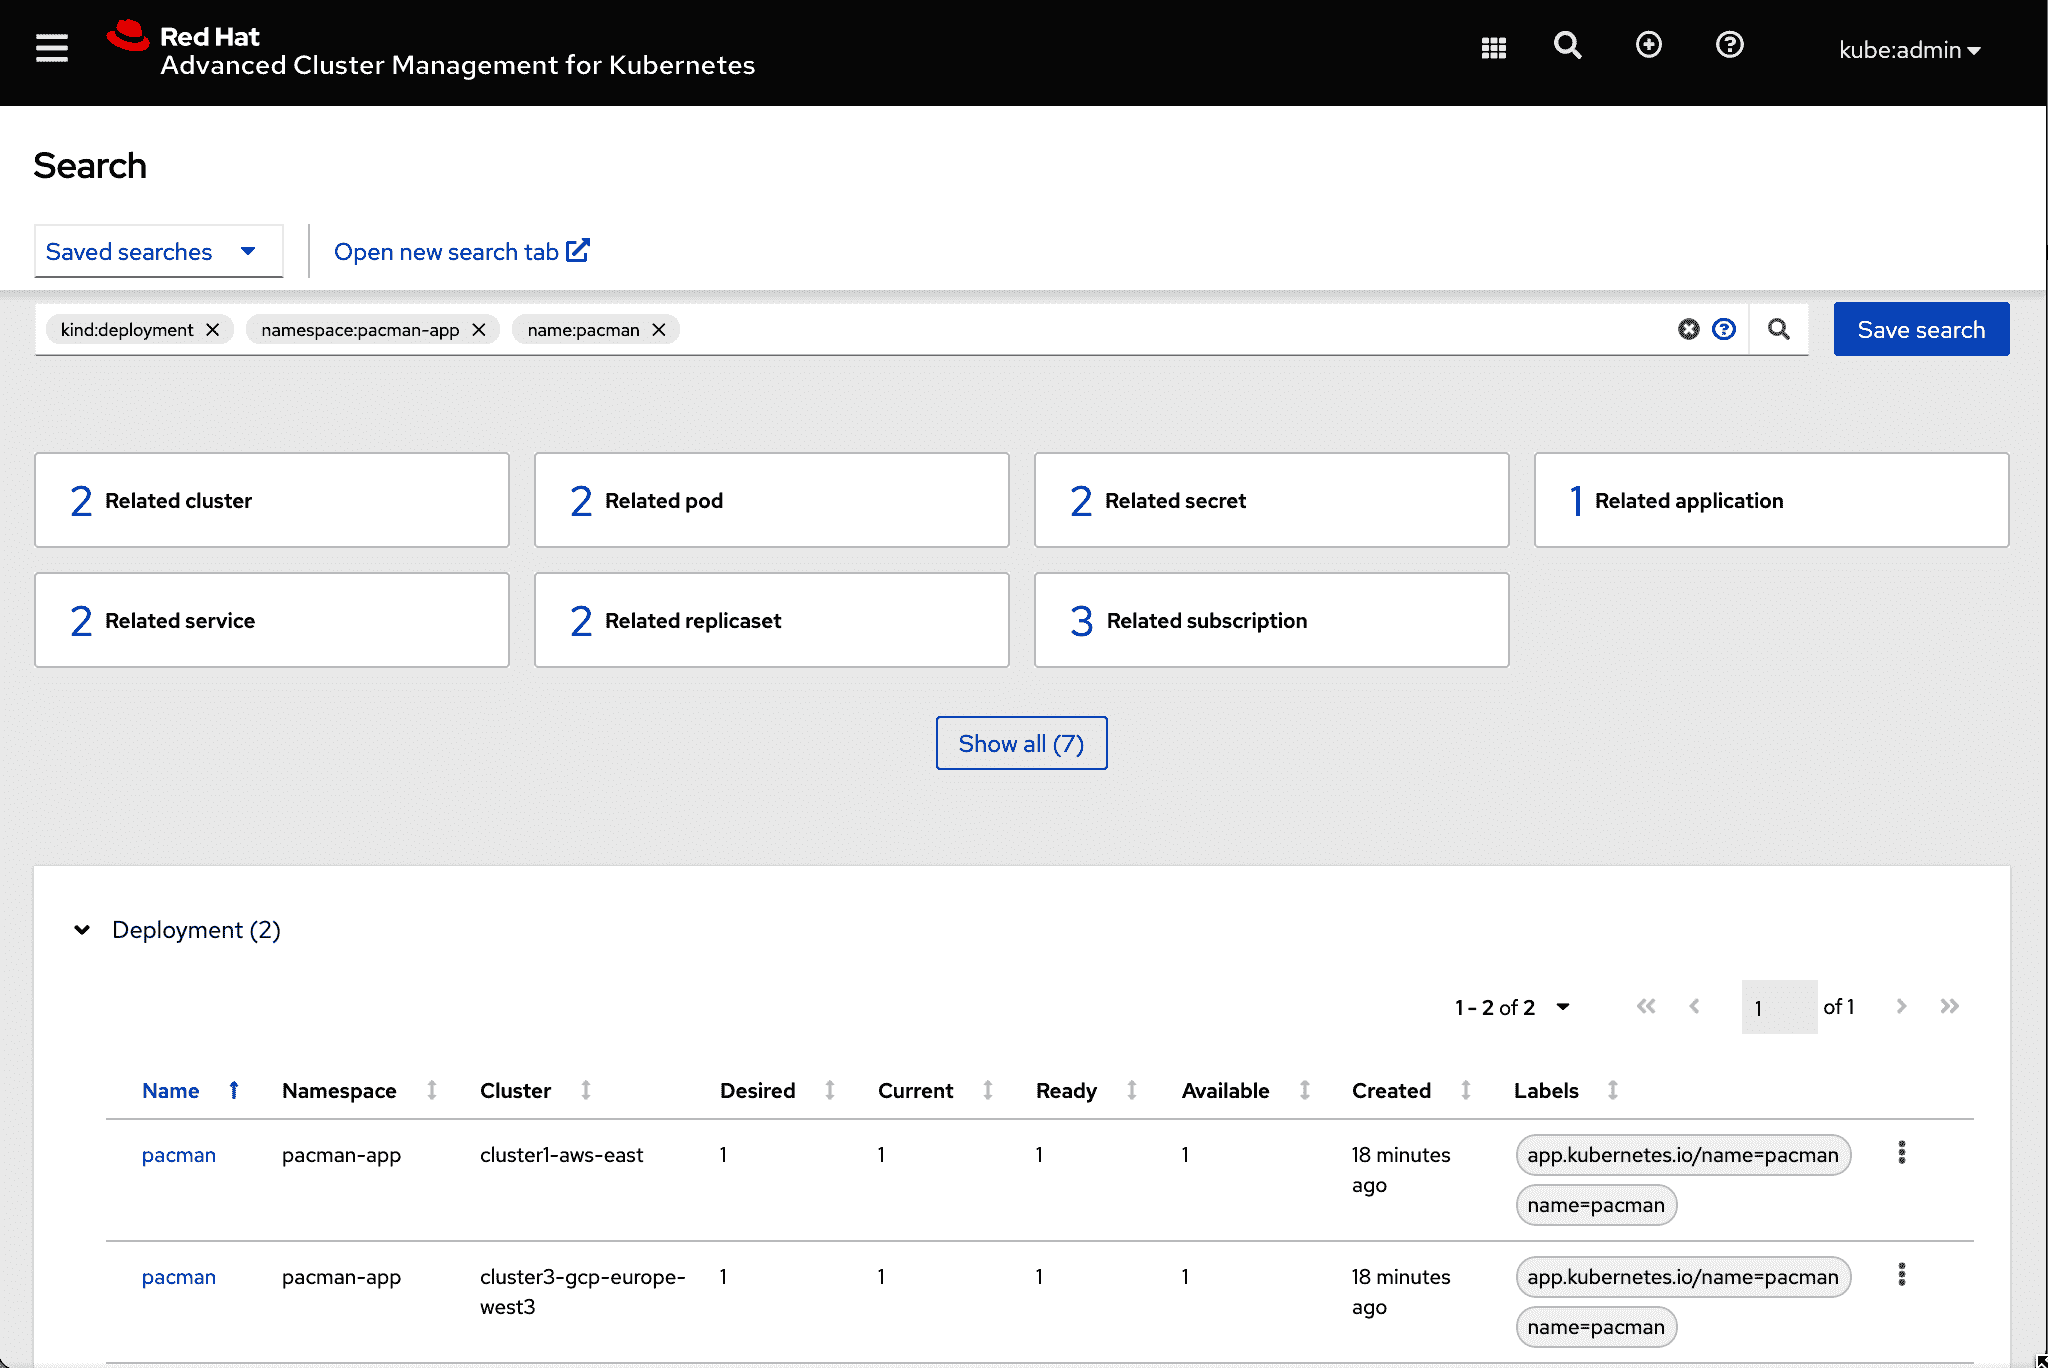 Red Hat
Advanced Cluster Management for Kubernetes
kube:admin
Search
Saved searches
Open new search tab
kind:deployment namespace:pacman-app name:pacman
Save search
2 Related cluster
2 Related pod
2 Related secret
1 Related application
2 Related service
2 Related replicaset
3 Related subscription
Show all (7)
Deployment (2)
1 - 2 of 2 1 of 1
Name Namespace Cluster Desired Current Ready Available Created Labels
pacman pacman-app cluster1-aws-east 1 1 1 1 18 minutes app.kubernetes.io/name=pacman
ago name=pacman
pacman pacman-app cluster3-gcp-europe- 1 1 1 1 18 minutes app.kubernetes.io/name=pacman
west3 ago name=pacman